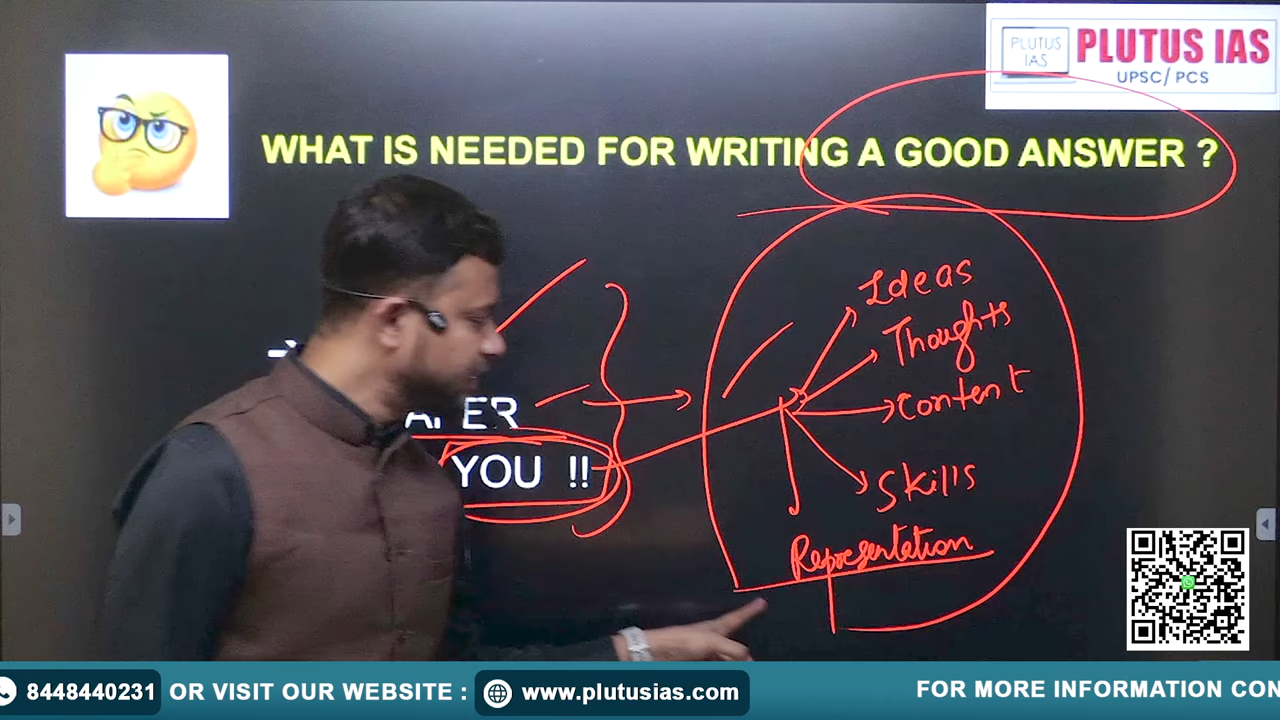 PLUTUS IAS
PLUTUS IAS
UPSC/ PCS
WHAT IS NEEDED FOR WRITING A GOOD ANSWER ?
Ideas
Thoughts
Content
YOU !!
Skills
Representation
8448440231 OR VISIT OUR WEBSITE : www.plutusias.com FOR MORE INFORMATION CON